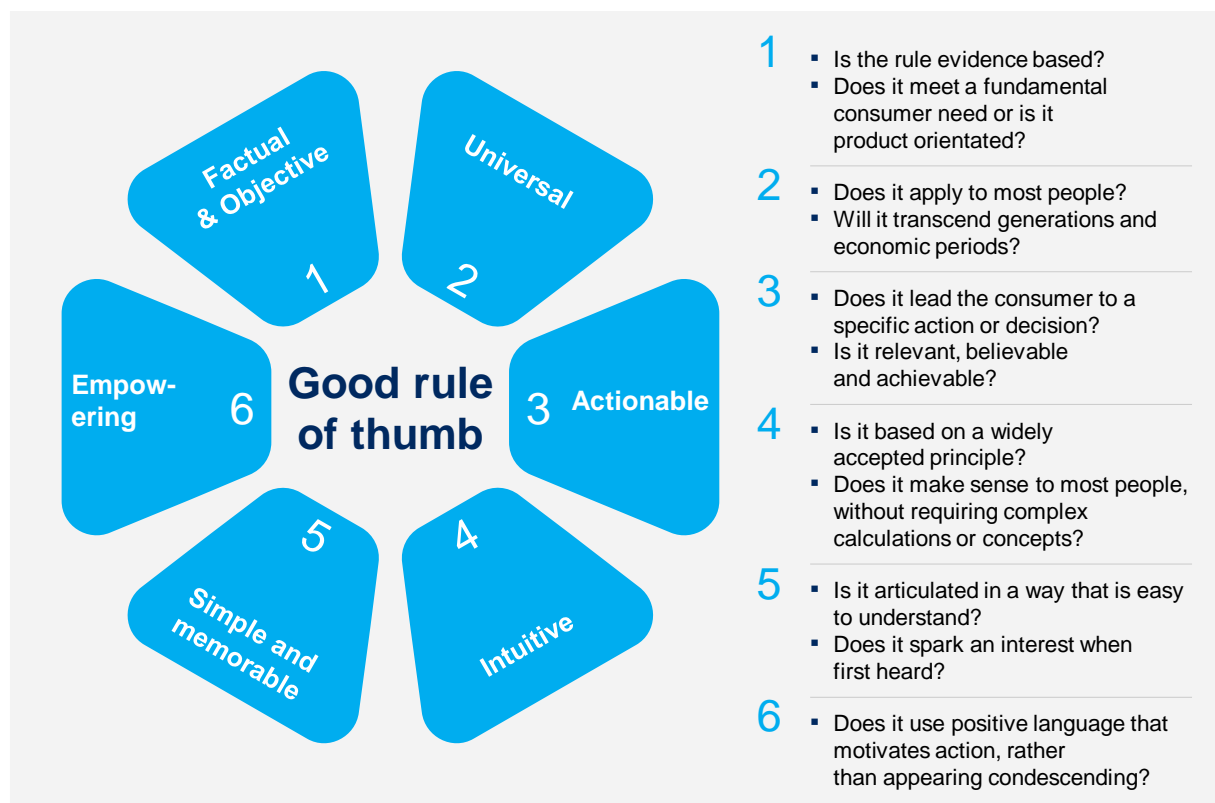 Factual
& Objective
1
Universal
2
3
Actionable
4
Intuitive
5
Simple and
memorable
Empow-
ering
6
Good rule
of thumb
1
▪ Is the rule evidence based?
▪ Does it meet a fundamental
consumer need or is it
product orientated?
2
▪ Does it apply to most people?
▪ Will it transcend generations and
economic periods?
3
▪ Does it lead the consumer to a
specific action or decision?
▪ Is it relevant, believable
and achievable?
4
▪ Is it based on a widely
accepted principle?
▪ Does it make sense to most people,
without requiring complex
calculations or concepts?
5
▪ Is it articulated in a way that is easy
to understand?
▪ Does it spark an interest when
first heard?
6
▪ Does it use positive language that
motivates action, rather
than appearing condescending?